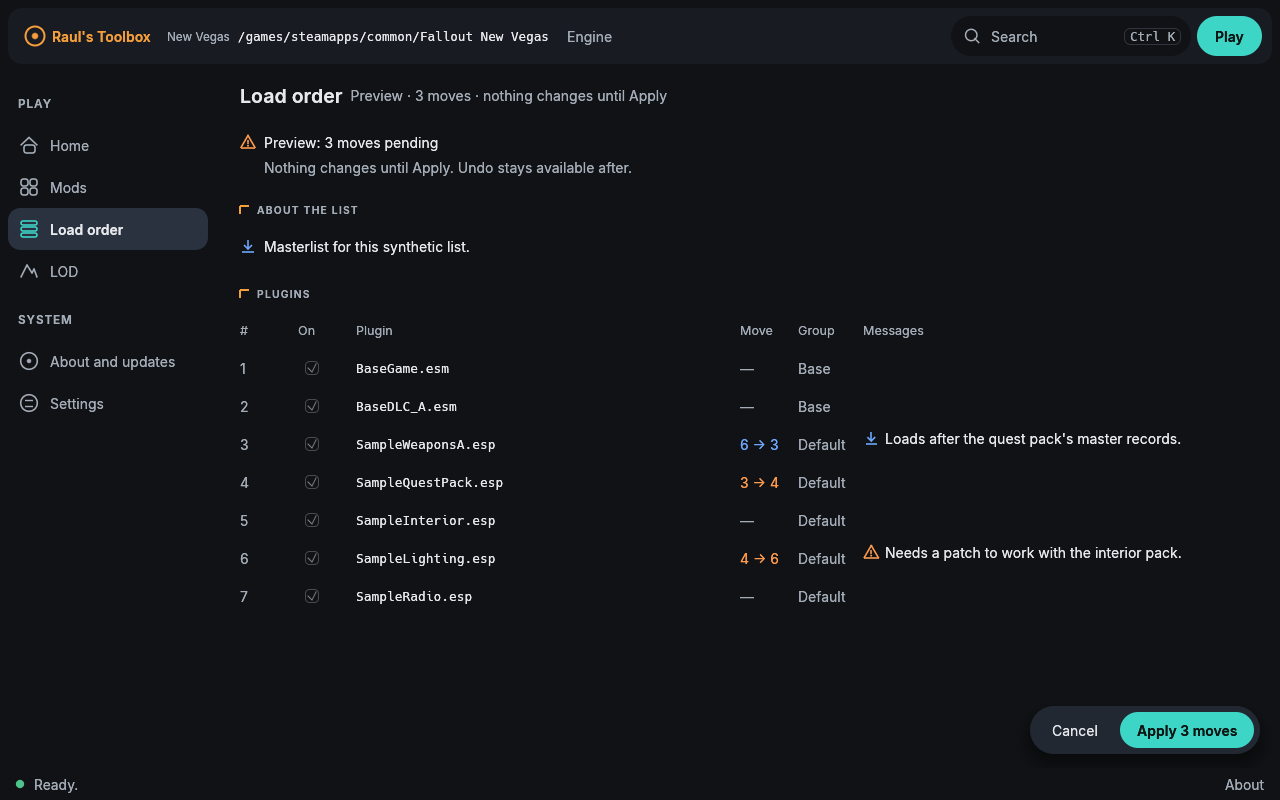 Raul's Toolbox New Vegas /games/steamapps/common/Fallout New Vegas Engine Search Ctrl K Play
PLAY
Home
Mods
Load order
LOD
SYSTEM
About and updates
Settings
Load order Preview · 3 moves · nothing changes until Apply
Preview: 3 moves pending
Nothing changes until Apply. Undo stays available after.
ABOUT THE LIST
Masterlist for this synthetic list.
PLUGINS
# On Plugin Move Group Messages
1 BaseGame.esm — Base
2 BaseDLC_A.esm — Base
3 SampleWeaponsA.esp 6 → 3 Default Loads after the quest pack's master records.
4 SampleQuestPack.esp 3 → 4 Default
5 SampleInterior.esp — Default
6 SampleLighting.esp 4 → 6 Default Needs a patch to work with the interior pack.
7 SampleRadio.esp — Default
Cancel Apply 3 moves
Ready. About